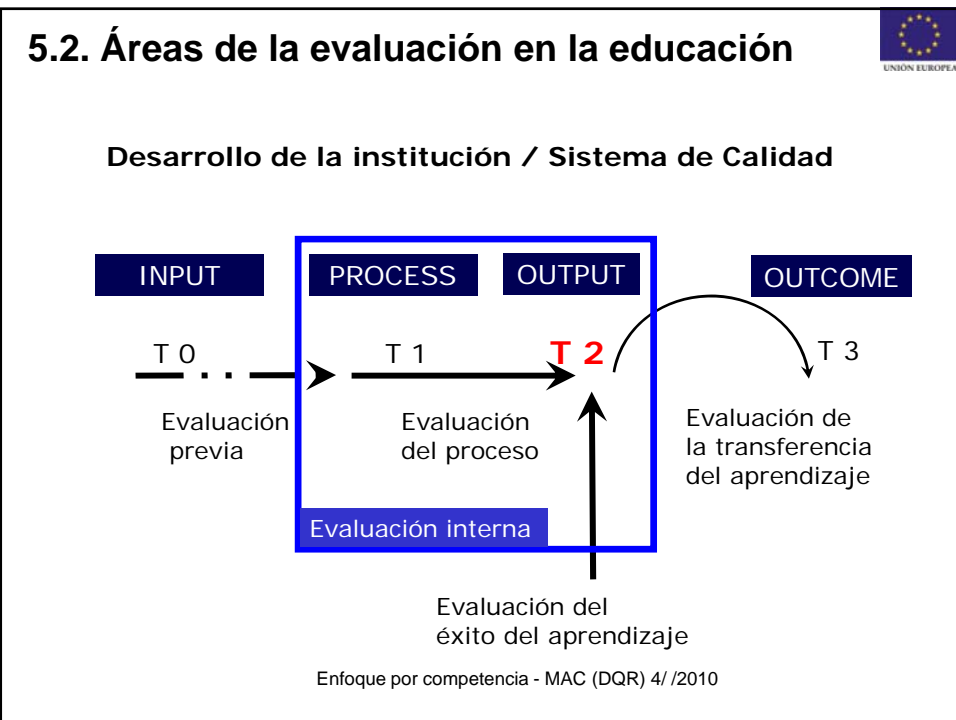 5.2. Áreas de la evaluación en la educación
UNIÓN EUROPEA
Desarrollo de la institución / Sistema de Calidad
INPUT
PROCESS
OUTPUT
OUTCOME
T 0
T 1
T 2
T 3
Evaluación
previa
Evaluación
del proceso
Evaluación de
la transferencia
del aprendizaje
Evaluación interna
Evaluación del
éxito del aprendizaje
Enfoque por competencia - MAC (DQR) 4/ /2010